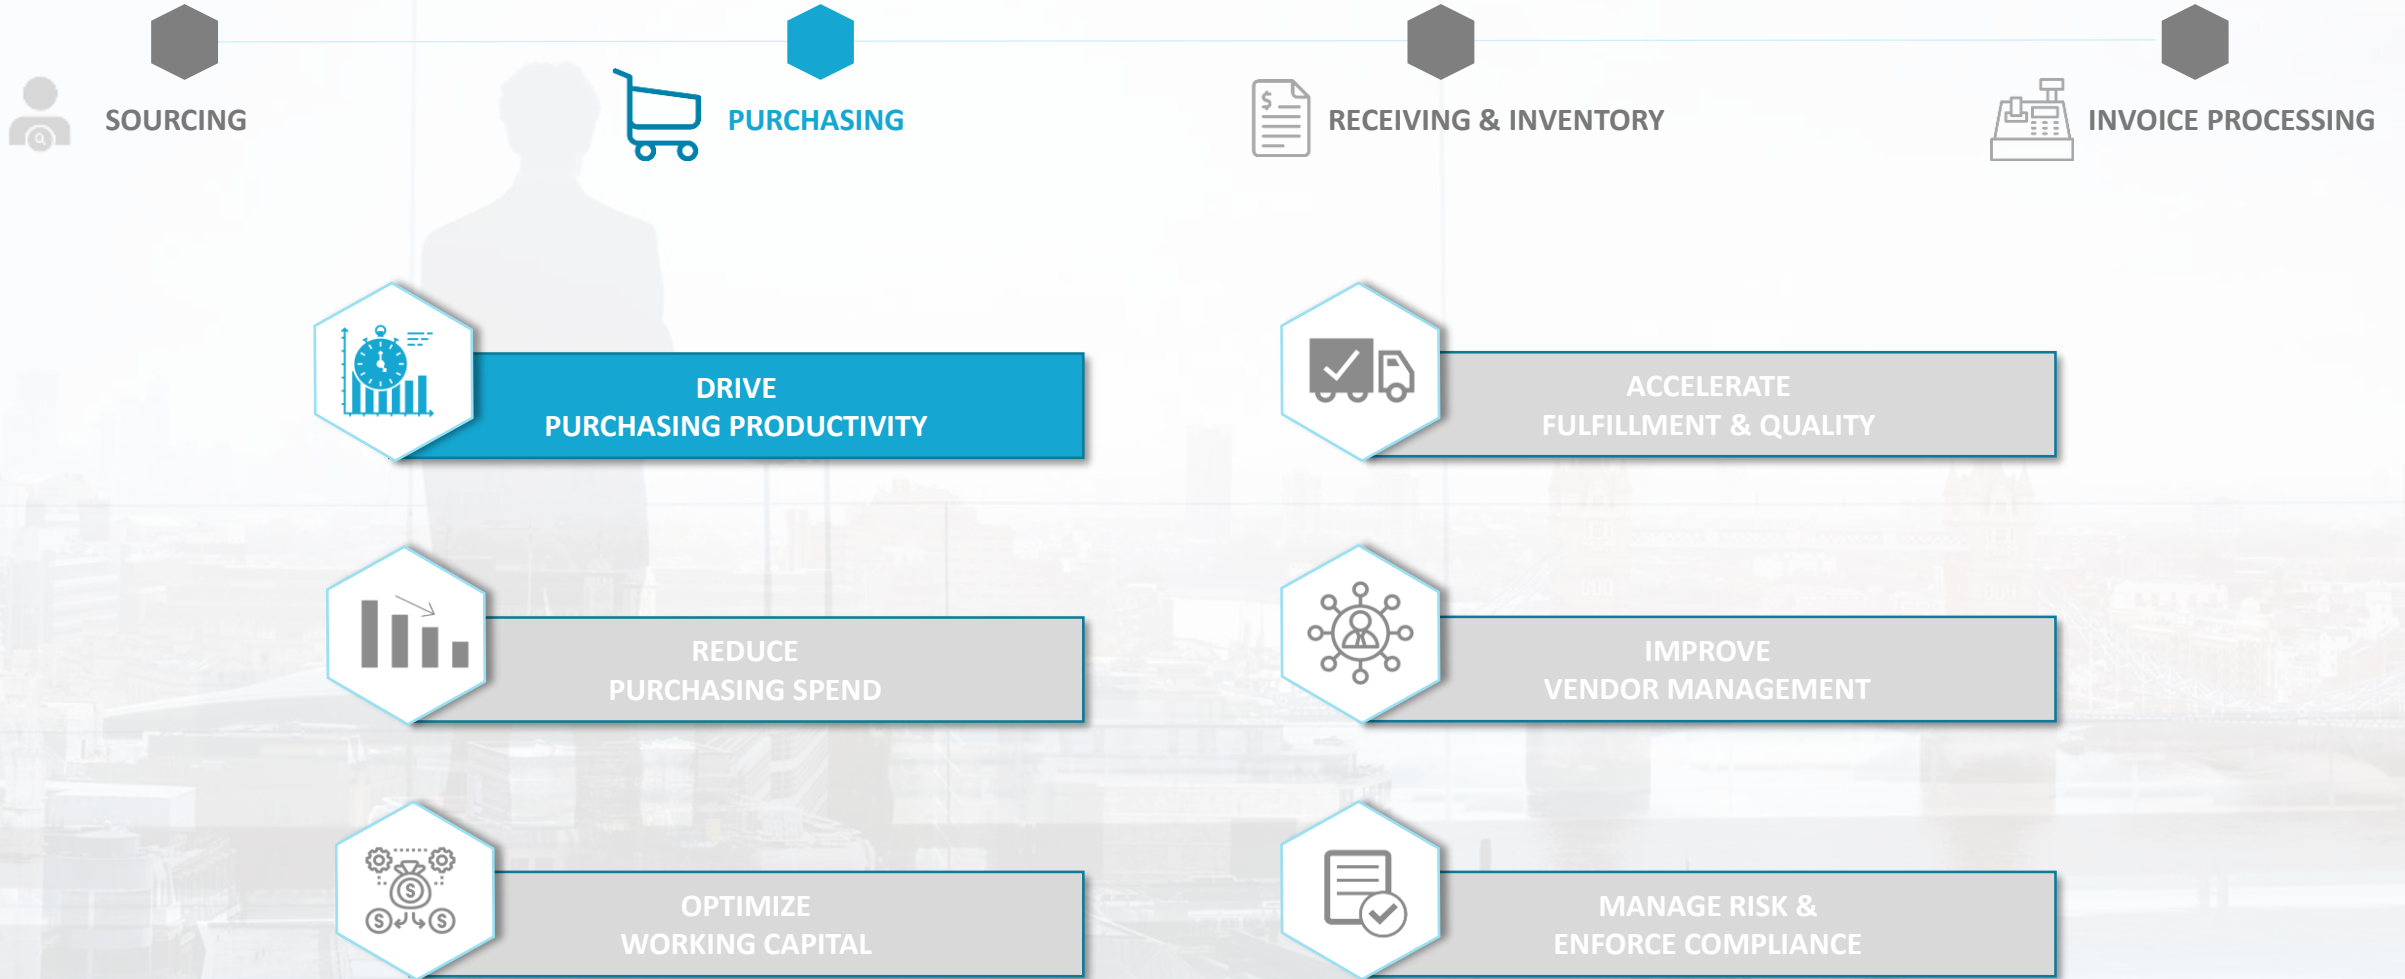 SOURCING
PURCHASING
RECEIVING & INVENTORY
INVOICE PROCESSING
DRIVE
PURCHASING PRODUCTIVITY
ACCELERATE
FULFILLMENT & QUALITY
REDUCE
PURCHASING SPEND
IMPROVE
VENDOR MANAGEMENT
OPTIMIZE
WORKING CAPITAL
MANAGE RISK &
ENFORCE COMPLIANCE